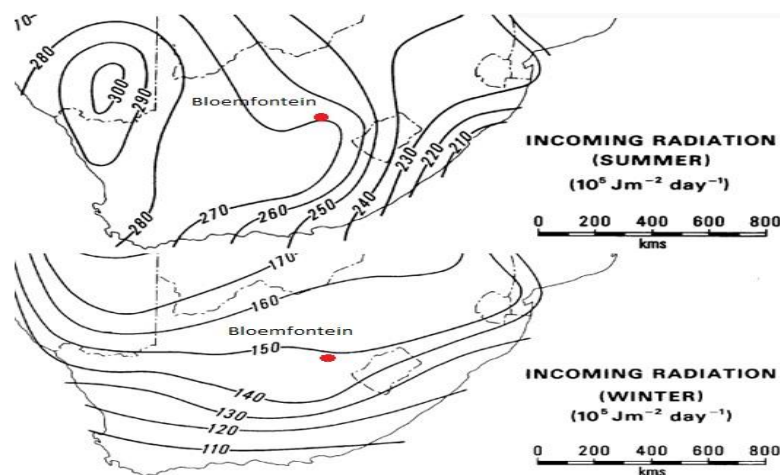 70
280
300
290
Bloemfontein
230
220
210
INCOMING RADIATION
(SUMMER)
(10⁵ Jm⁻² day⁻¹)
280
270
260
250
240
0 200 400 600 800
kms
170
160
Bloemfontein
150
140
130
120
110
INCOMING RADIATION
(WINTER)
(10⁵ Jm⁻² day⁻¹)
0 200 400 600 800
kms